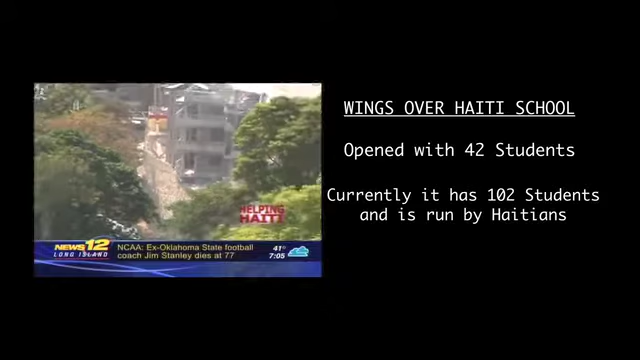 WINGS OVER HAITI SCHOOL
Opened with 42 Students
Currently it has 102 Students
and is run by Haitians
HELPING
HAITI
NEWS 12
LONG ISLAND
NCAA: Ex-Oklahoma State football
coach Jim Stanley dies at 77
41°
7:05